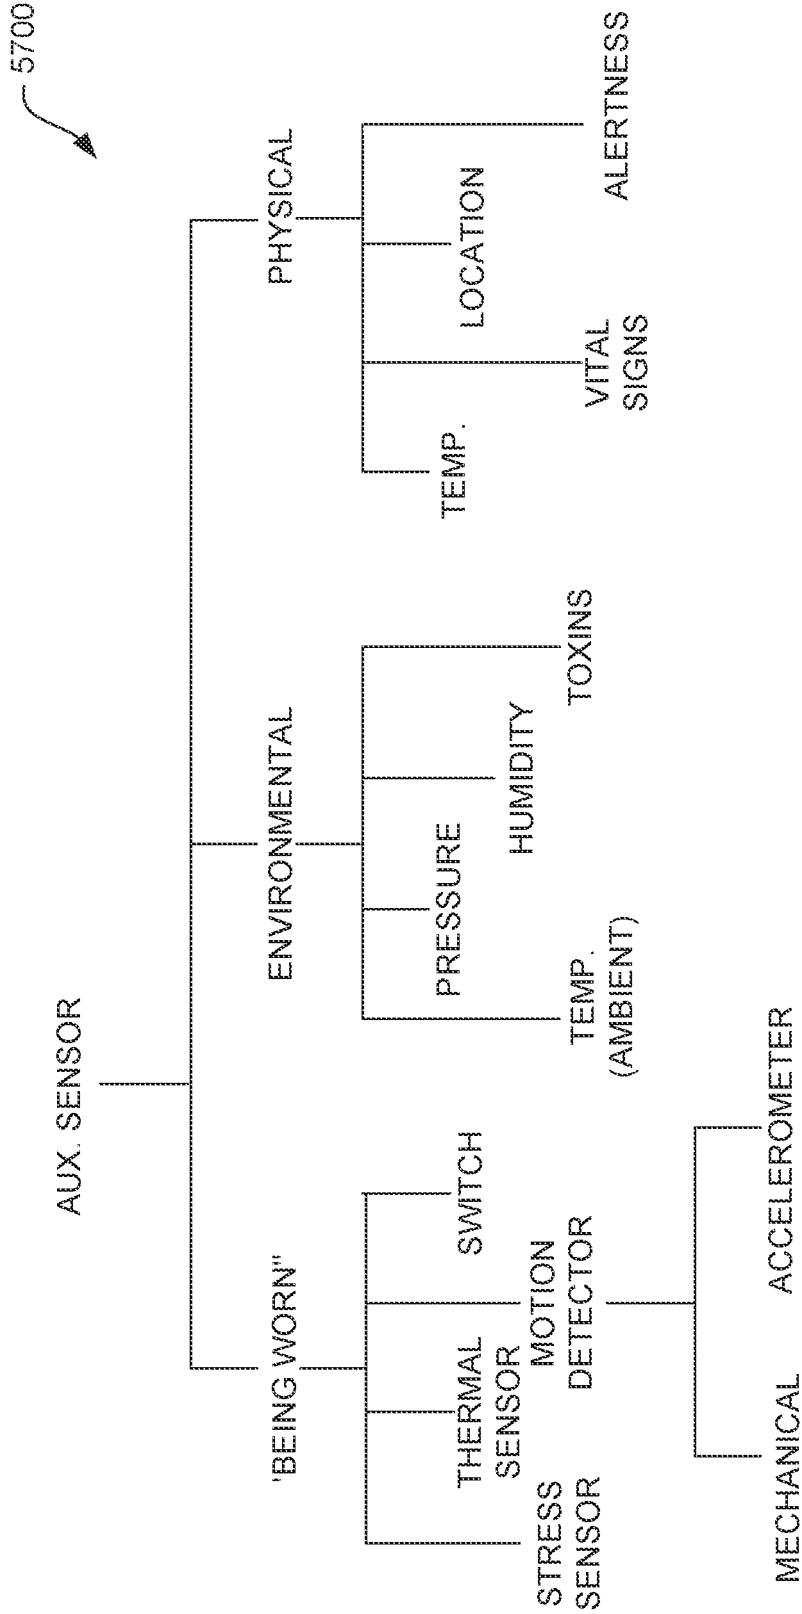 5700
AUX. SENSOR
'BEING WORN"
ENVIRONMENTAL
PHYSICAL
STRESS
SENSOR
THERMAL
SENSOR
MOTION
DETECTOR
SWITCH
TEMP.
(AMBIENT)
PRESSURE
HUMIDITY
TOXINS
TEMP.
VITAL
SIGNS
LOCATION
ALERTNESS
MECHANICAL
ACCELEROMETER